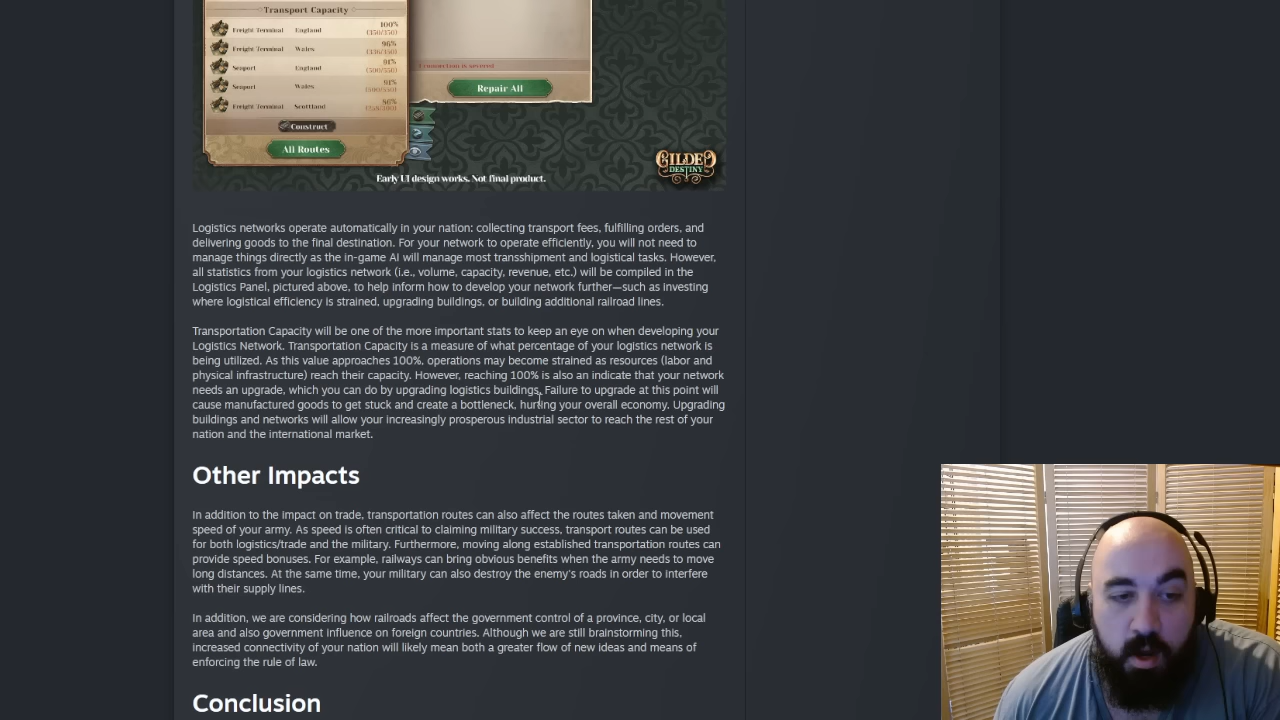 Transport Capacity
Freight Terminal England 100%
(350/350)
Freight Terminal Wales 96%
Seaport England 91%
Seaport Wales 91%
Freight Terminal Scotland 86%
Construct
All Routes
Connection is severed
Repair All
GILDED
DESTINY
Early UI design works. Not final product.
Logistics networks operate automatically in your nation: collecting transport fees, fulfilling orders, and
delivering goods to the final destination. For your network to operate efficiently, you will not need to
manage things directly as the in-game AI will manage most transshipment and logistical tasks. However,
all statistics from your logistics network (i.e., volume, capacity, revenue, etc.) will be compiled in the
Logistics Panel, pictured above, to help inform how to develop your network further—such as investing
where logistical efficiency is strained, upgrading buildings, or building additional railroad lines.
Transportation Capacity will be one of the more important stats to keep an eye on when developing your
Logistics Network. Transportation Capacity is a measure of what percentage of your logistics network is
being utilized. As this value approaches 100%, operations may become strained as resources (labor and
physical infrastructure) reach their capacity. However, reaching 100% is also an indicate that your network
needs an upgrade, which you can do by upgrading logistics buildings. Failure to upgrade at this point will
cause manufactured goods to get stuck and create a bottleneck, hurting your overall economy. Upgrading
buildings and networks will allow your increasingly prosperous industrial sector to reach the rest of your
nation and the international market.
Other Impacts
In addition to the impact on trade, transportation routes can also affect the routes taken and movement
speed of your army. As speed is often critical to claiming military success, transport routes can be used
for both logistics/trade and the military. Furthermore, moving along established transportation routes can
provide speed bonuses. For example, railways can bring obvious benefits when the army needs to move
long distances. At the same time, your military can also destroy the enemy's roads in order to interfere
with their supply lines.
In addition, we are considering how railroads affect the government control of a province, city, or local
area and also government influence on foreign countries. Although we are still brainstorming this,
increased connectivity of your nation will likely mean both a greater flow of new ideas and means of
enforcing the rule of law.
Conclusion